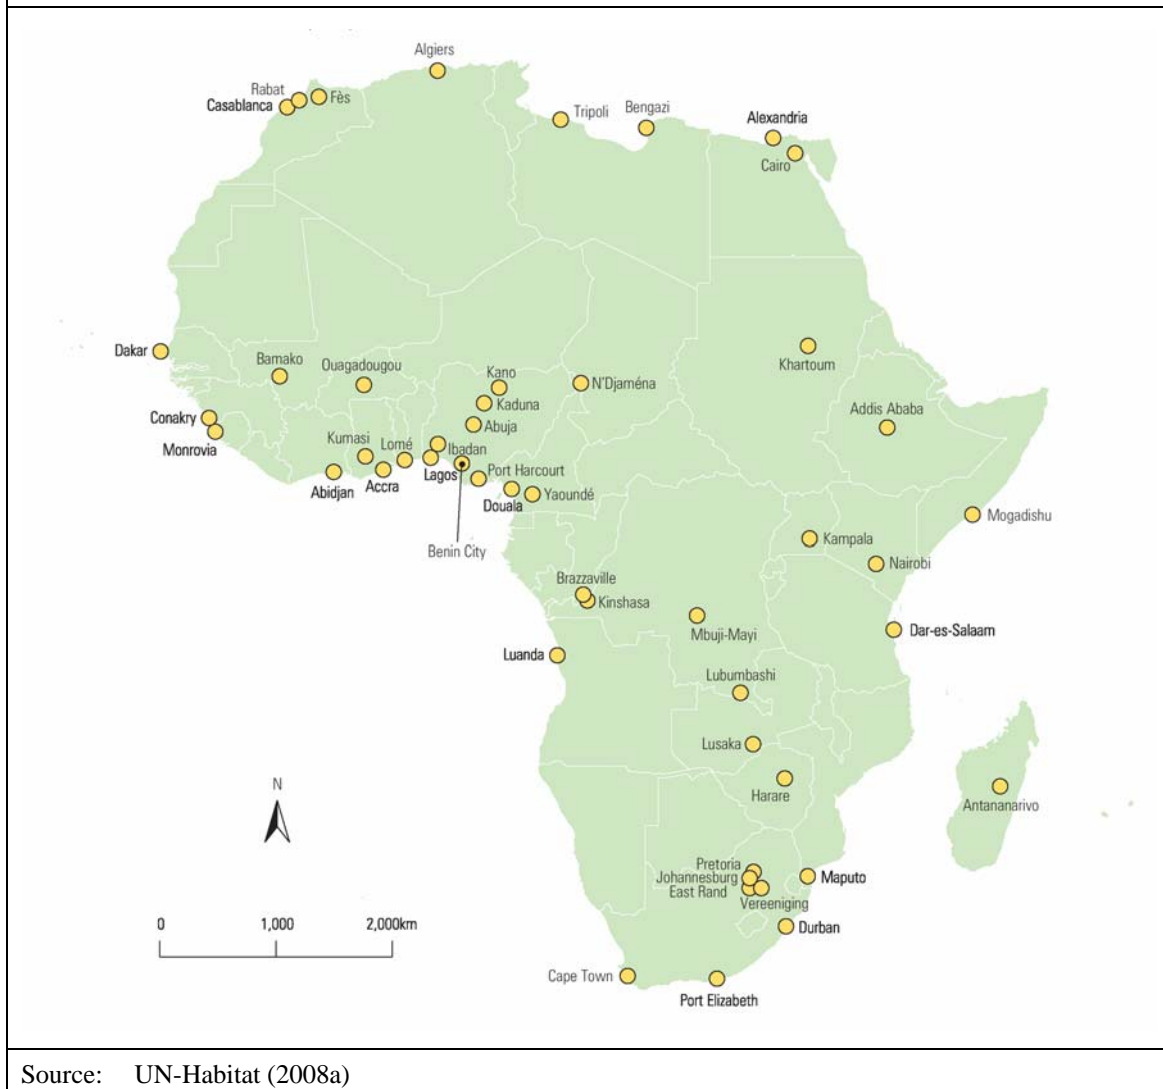 Algiers
Rabat
Casablanca
Fès
Tripoli
Bengazi
Alexandria
Cairo
Dakar
Bamako
Ouagadougou
Kano
N'Djaména
Khartoum
Kaduna
Addis Ababa
Conakry
Abuja
Monrovia
Kumasi
Lomé
Ibadan
Abidjan
Accra
Lagos
Port Harcourt
Douala
Yaoundé
Mogadishu
Benin City
Kampala
Nairobi
Brazzaville
Kinshasa
Mbuji-Mayi
Dar-es-Salaam
Luanda
Lubumbashi
Lusaka
N
Harare
Antananarivo
Pretoria
Johannesburg
East Rand
Maputo
Vereeniging
0 1,000 2,000km
Durban
Cape Town
Port Elizabeth
Source: UN-Habitat (2008a)